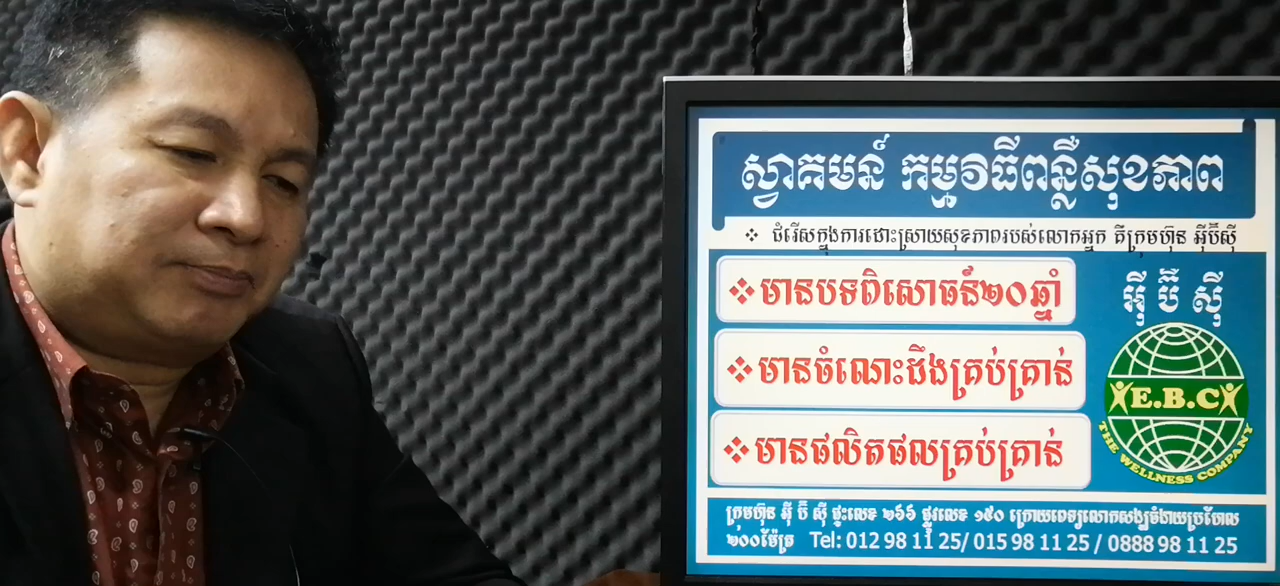 ស្វាគមន៍ កម្មវិធីពន្លឺសុខភាព
❖ ជំរើសក្នុងការដោះស្រាយសុខភាពរបស់លោកអ្នក គឺក្រុមហ៊ុន អ៊ីប៊ីស៊ី
❖មានបទពិសោធន៍២០ឆ្នាំ
❖មានចំណេះដឹងគ្រប់គ្រាន់
❖មានផលិតផលគ្រប់គ្រាន់
អ៊ី ប៊ី ស៊ី
E.B.C
THE WELLNESS COMPANY
ក្រុមហ៊ុន អ៊ី ប៊ី ស៊ី ផ្ទះលេខ ២៦៦ ផ្លូវលេខ ១៥០ ក្រោយពេទ្យលោកសង្ឃចំងាយប្រហែល
២០០ម៉ែត្រ Tel: 012 98 11 25/ 015 98 11 25 / 0888 98 11 25